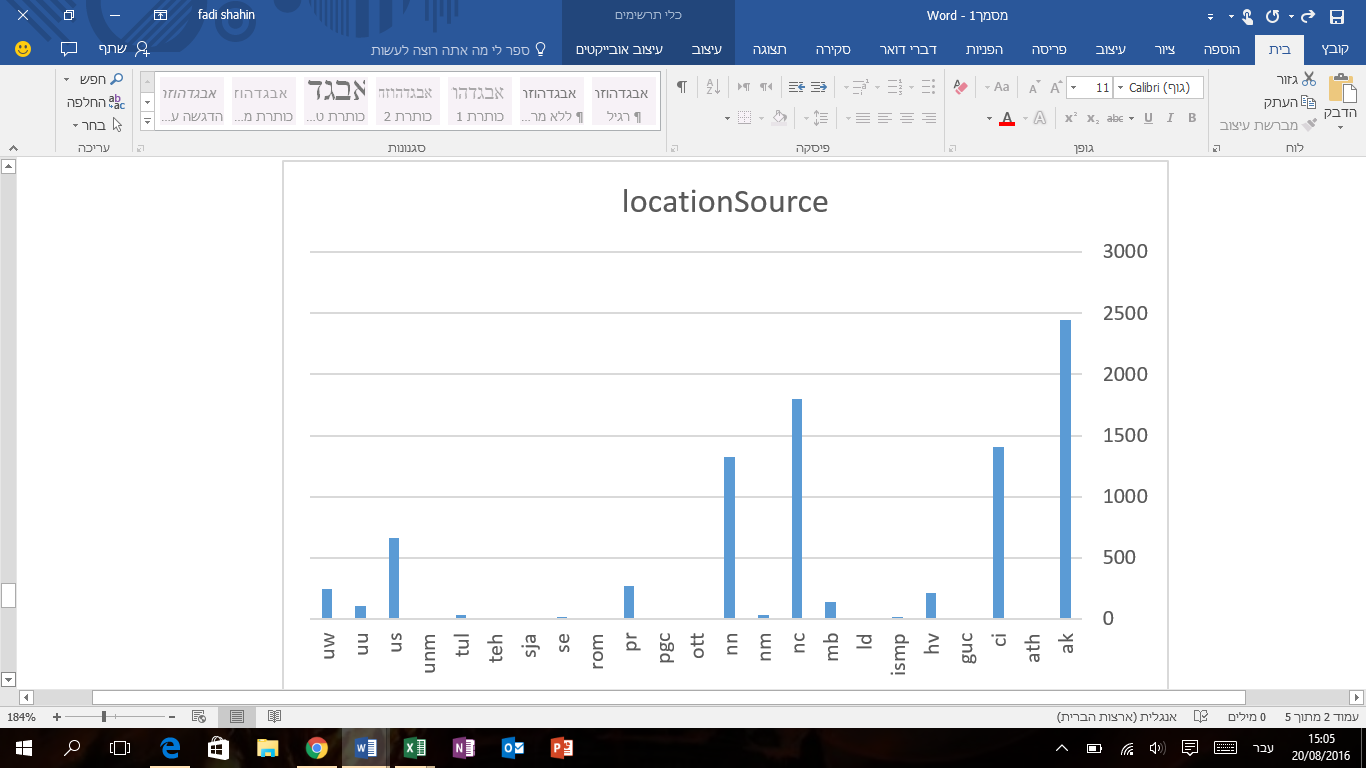 מסמך1 - Word
כלי תרשימים
fadi shahin
קובץ
בית
הוספה
ציור
עיצוב
פריסה
הפניות
דברי דואר
סקירה
תצוגה
עיצוב
עיצוב אובייקטים
ספר לי מה אתה רוצה לעשות
שתף
הדבק
גזור
העתק
מברשת עיצוב
לוח
Calibri (גוף)
11
Aa
B I U abc x₂ x²
A A
גופן
פיסקה
אבגדהוזו
¶ רגיל
אבגדהוזו
¶ ללא מר...
אבגדהו
כותרת 1
אבגדהוזה
כותרת 2
אבגד
כותרת ט...
אבגדהוז
כותרת מ...
אבגדהוזו
הדגשה ע...
סגנונות
חפש
החלפה
בחר
עריכה
locationSource
3000
2500
2000
1500
1000
500
0
uw uu us unm tul teh sja se rom pr pgc ott nn nm nc mb ld ismp hv guc ci ath ak
עמוד 2 מתוך 5
0 מילים
אנגלית (ארצות הברית)
184%
עבר
15:05
20/08/2016